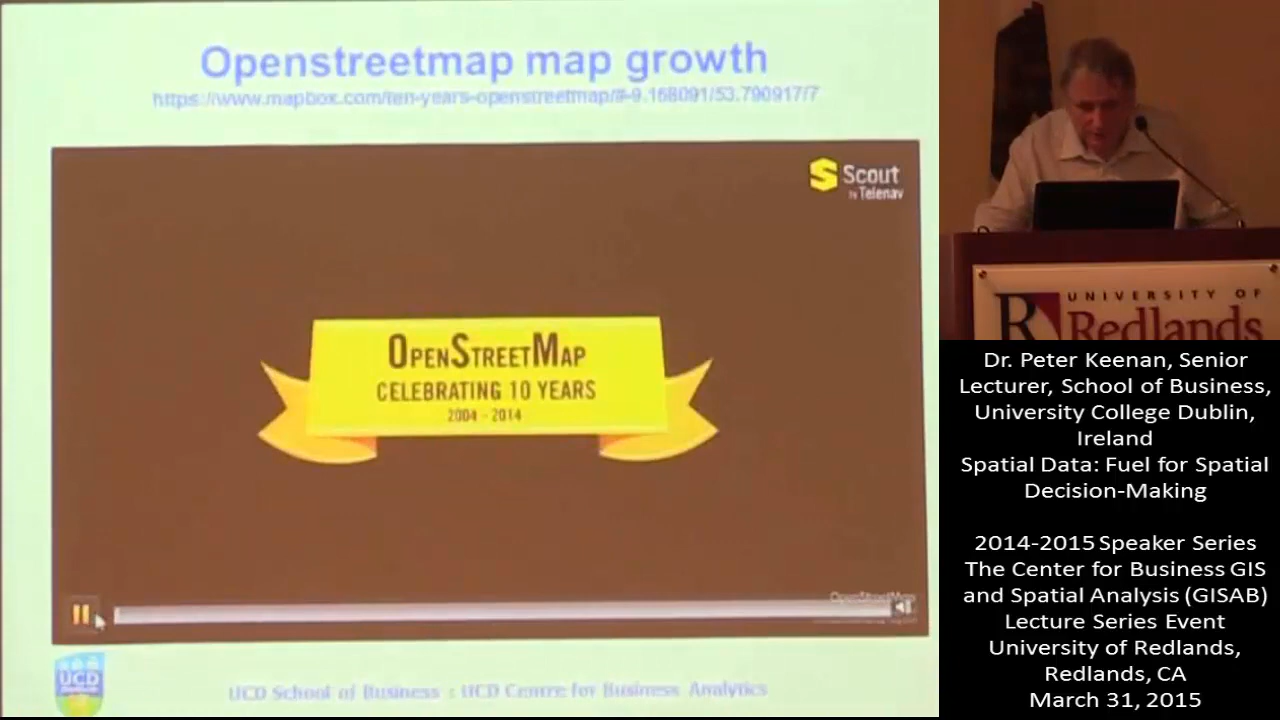 Openstreetmap map growth
https://www.mapbox.com/ten-years-openstreetmap/#-9.168091/53.790917/7
Scout
by Telenav
OPENSTREETMAP
CELEBRATING 10 YEARS
2004 - 2014
OpenStreetMap
UCD
UCD School of Business : UCD Centre for Business Analytics
R UNIVERSITY OF
Redlands
Dr. Peter Keenan, Senior
Lecturer, School of Business,
University College Dublin,
Ireland
Spatial Data: Fuel for Spatial
Decision-Making
2014-2015 Speaker Series
The Center for Business GIS
and Spatial Analysis (GISAB)
Lecture Series Event
University of Redlands,
Redlands, CA
March 31, 2015